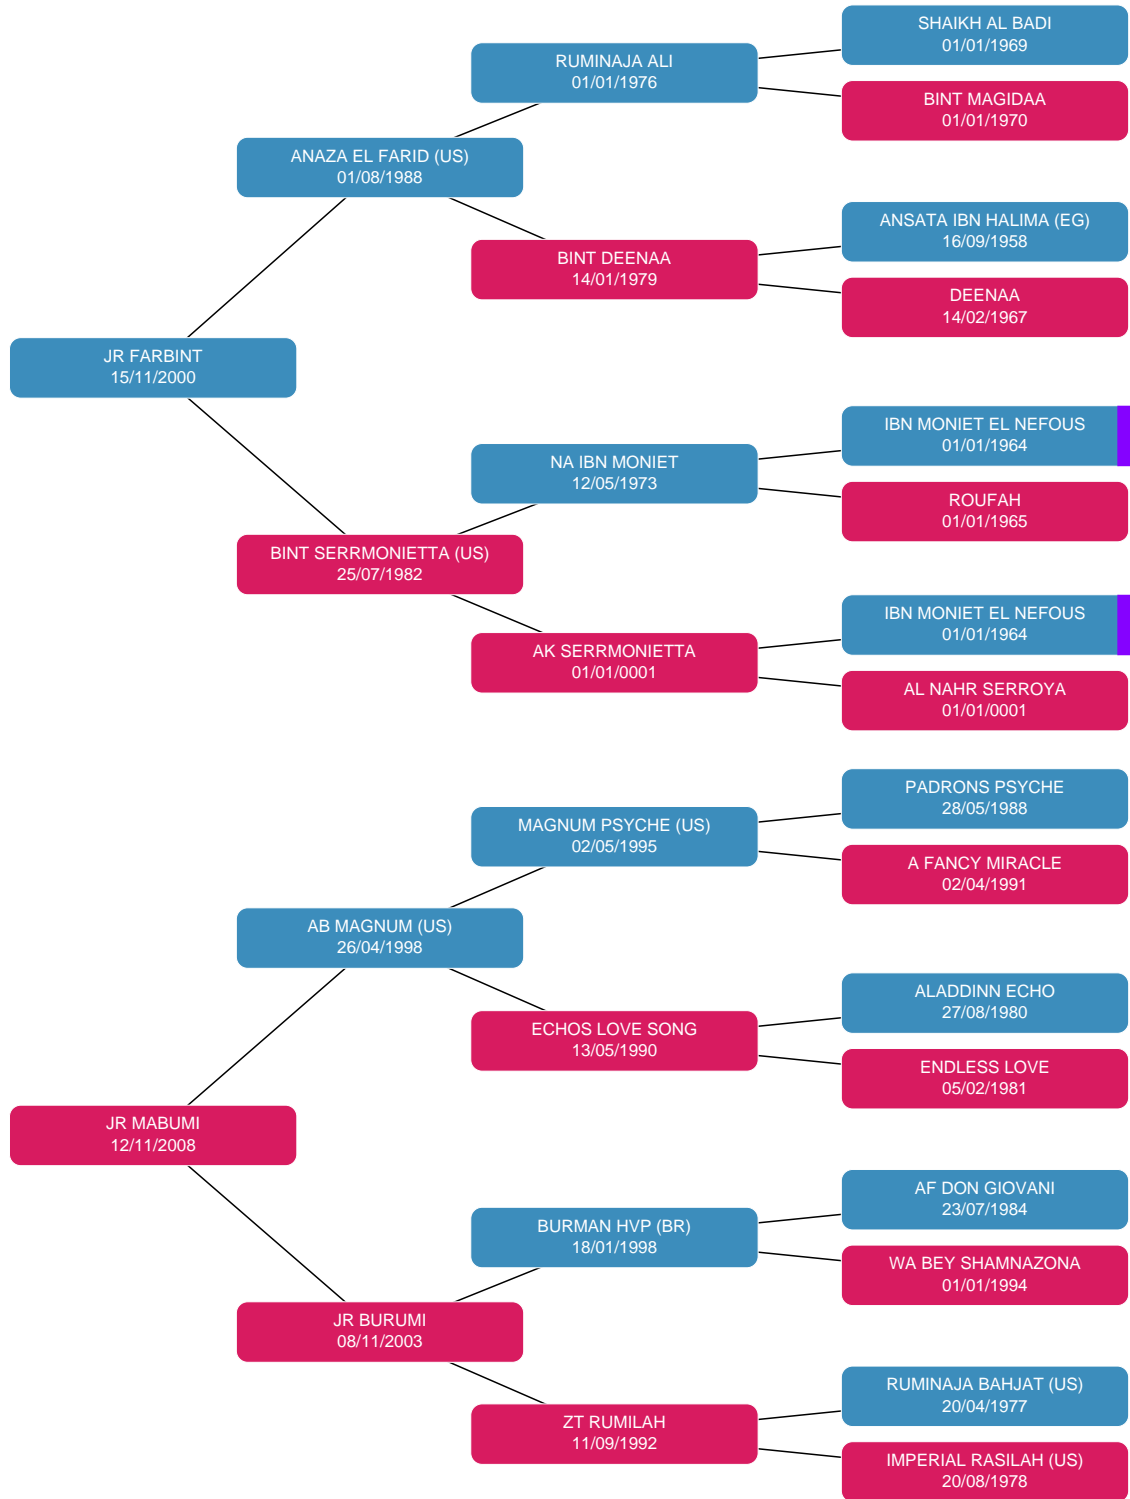 SHAIKH AL BADI
01/01/1969
RUMINAJA ALI
01/01/1976
BINT MAGIDAA
01/01/1970
ANAZA EL FARID (US)
01/08/1988
ANSATA IBN HALIMA (EG)
16/09/1958
BINT DEENAA
14/01/1979
DEENAA
14/02/1967
JR FARBINT
15/11/2000
IBN MONIET EL NEFOUS
01/01/1964
NA IBN MONIET
12/05/1973
ROUFAH
01/01/1965
BINT SERRMONIETTA (US)
25/07/1982
IBN MONIET EL NEFOUS
01/01/1964
AK SERRMONIETTA
01/01/0001
AL NAHR SERROYA
01/01/0001
PADRONS PSYCHE
28/05/1988
MAGNUM PSYCHE (US)
02/05/1995
A FANCY MIRACLE
02/04/1991
AB MAGNUM (US)
26/04/1998
ALADDINN ECHO
27/08/1980
ECHOS LOVE SONG
13/05/1990
ENDLESS LOVE
05/02/1981
JR MABUMI
12/11/2008
AF DON GIOVANI
23/07/1984
BURMAN HVP (BR)
18/01/1998
WA BEY SHAMNAZONA
01/01/1994
JR BURUMI
08/11/2003
RUMINAJA BAHJAT (US)
20/04/1977
ZT RUMILAH
11/09/1992
IMPERIAL RASILAH (US)
20/08/1978